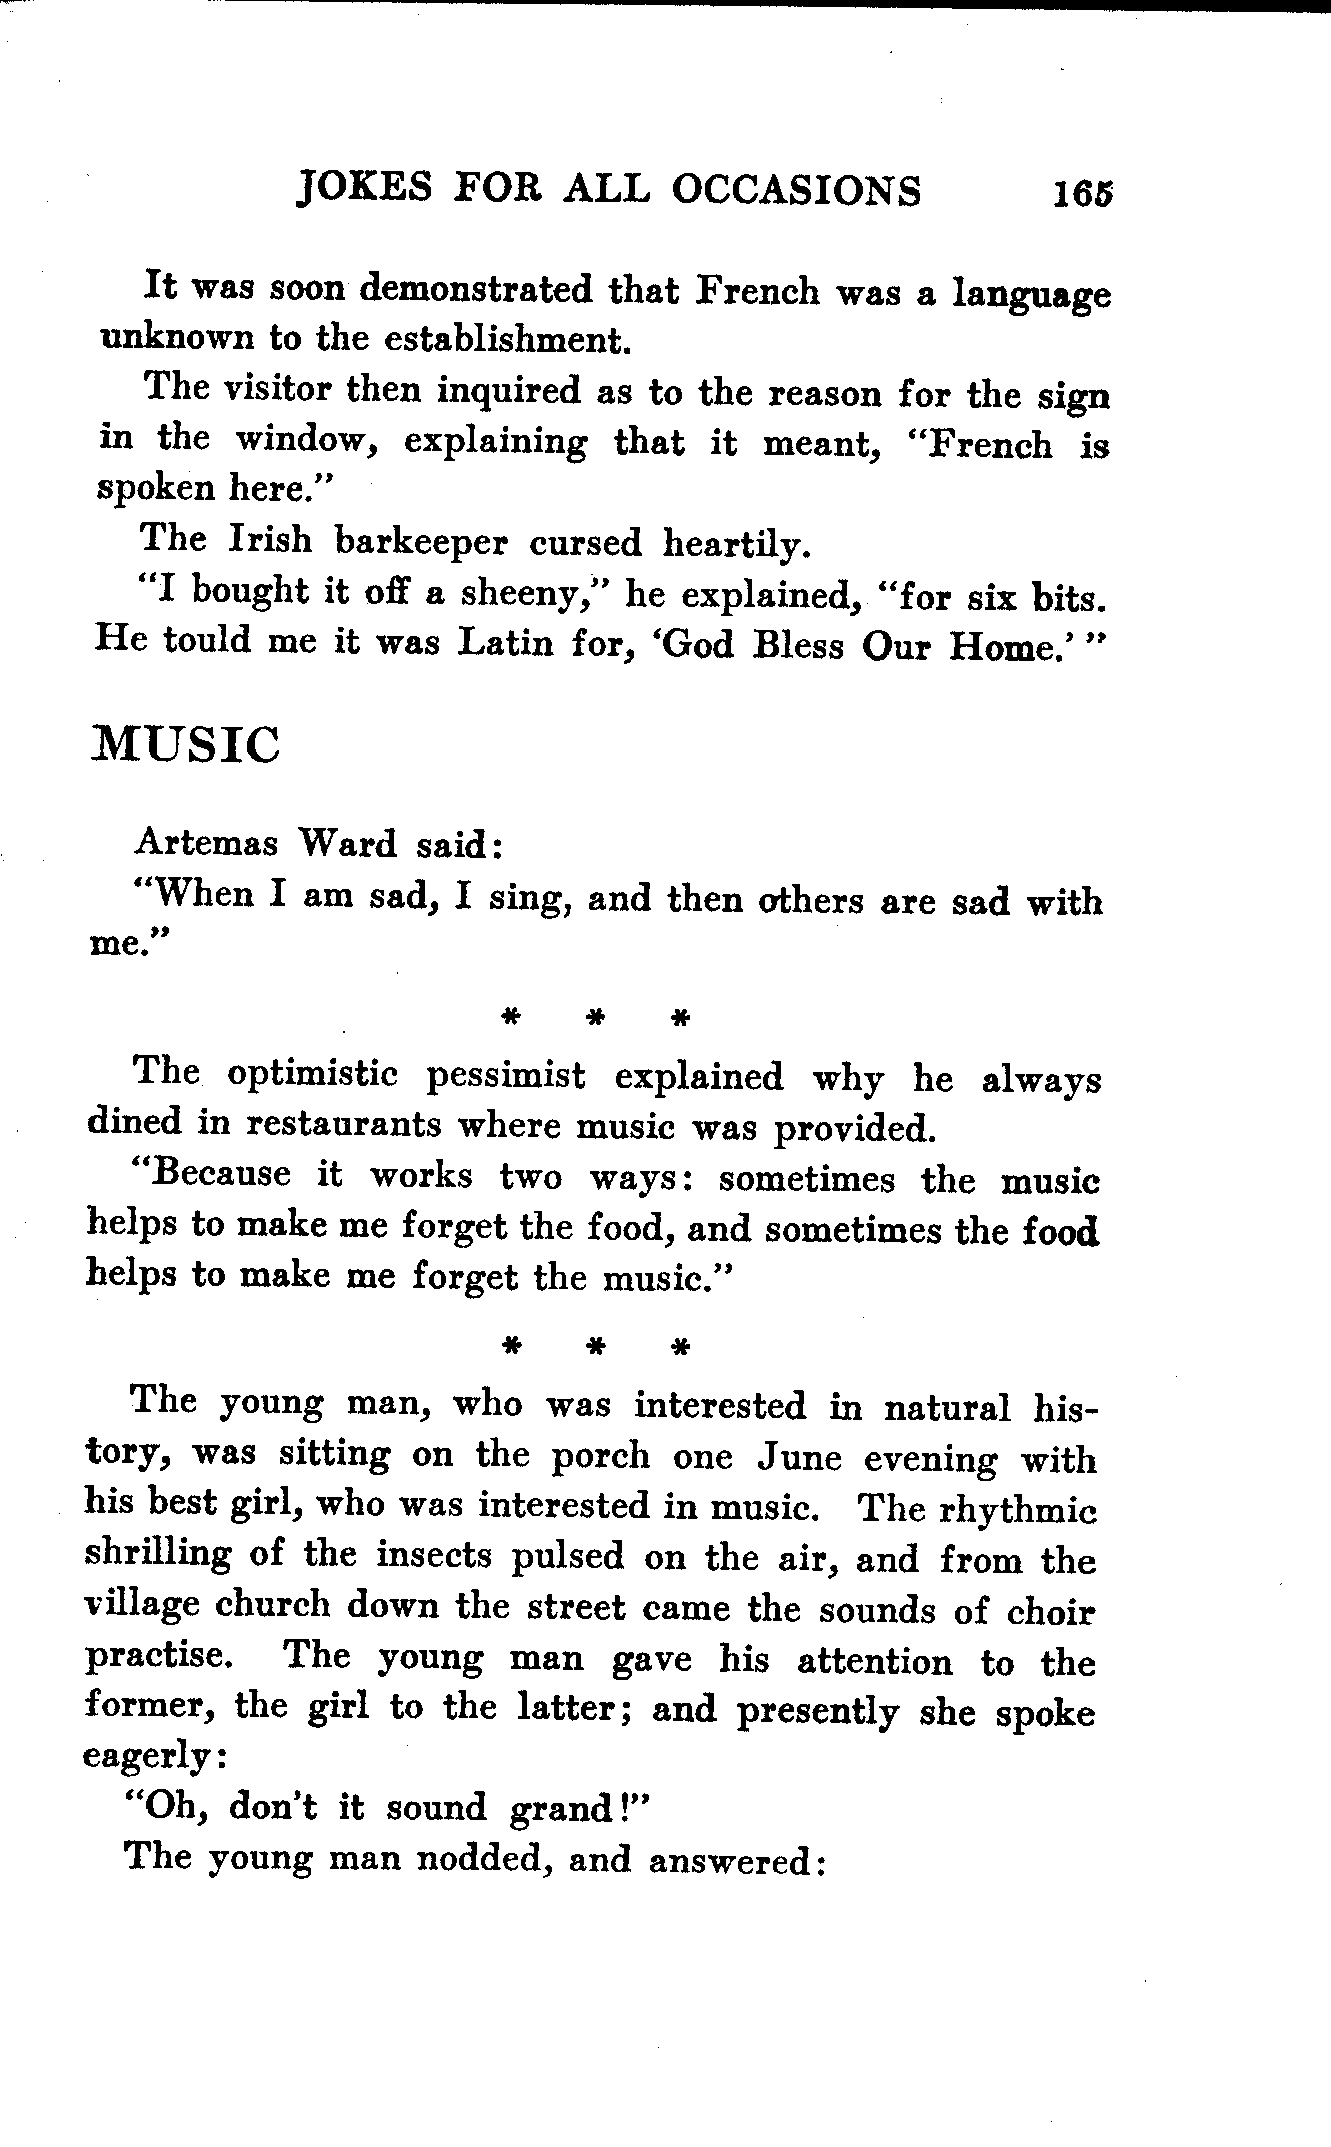 JOKES FOR ALL OCCASIONS 165
It was soon demonstrated that French was a language
unknown to the establishment.
The visitor then inquired as to the reason for the sign
in the window, explaining that it meant, "French is
spoken here."
The Irish barkeeper cursed heartily.
"I bought it off a sheeny," he explained, "for six bits.
He tould me it was Latin for, 'God Bless Our Home.' "
MUSIC
Artemas Ward said:
"When I am sad, I sing, and then others are sad with
me."
* * *
The optimistic pessimist explained why he always
dined in restaurants where music was provided.
"Because it works two ways: sometimes the music
helps to make me forget the food, and sometimes the food
helps to make me forget the music."
* * *
The young man, who was interested in natural his-
tory, was sitting on the porch one June evening with
his best girl, who was interested in music. The rhythmic
shrilling of the insects pulsed on the air, and from the
village church down the street came the sounds of choir
practise. The young man gave his attention to the
former, the girl to the latter; and presently she spoke
eagerly:
"Oh, don't it sound grand!"
The young man nodded, and answered: